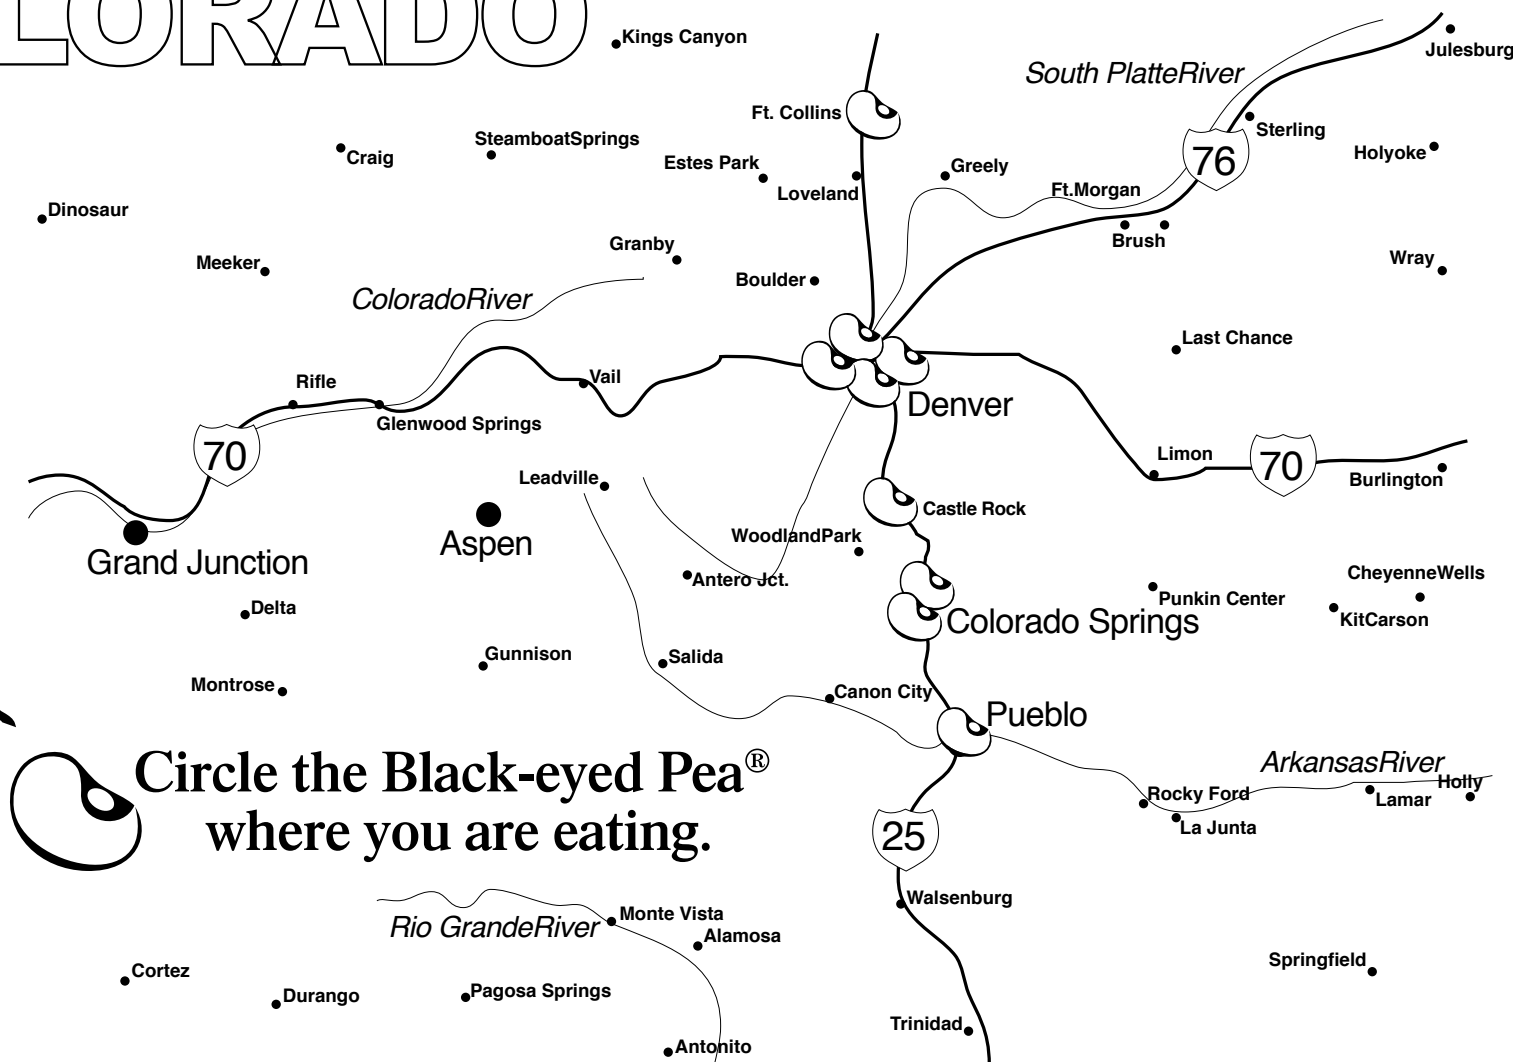 LORADO
Kings Canyon
Julesburg
South PlatteRiver
Ft. Collins
Sterling
SteamboatSprings
Craig
76
Holyoke
Estes Park
Greely
Loveland
Ft.Morgan
Dinosaur
Brush
Granby
Meeker
Wray
Boulder
ColoradoRiver
Last Chance
Rifle
Vail
Denver
Glenwood Springs
70
Limon
70
Leadville
Burlington
Castle Rock
Aspen
WoodlandPark
Grand Junction
Antero Jct.
CheyenneWells
Delta
Punkin Center
KitCarson
Colorado Springs
Gunnison
Salida
Montrose
Canon City
Pueblo
Circle the Black-eyed Pea®
where you are eating.
ArkansasRiver
Holly
Rocky Ford
Lamar
La Junta
25
Walsenburg
Rio GrandeRiver
Monte Vista
Alamosa
Springfield
Cortez
Durango
Pagosa Springs
Trinidad
Antonito